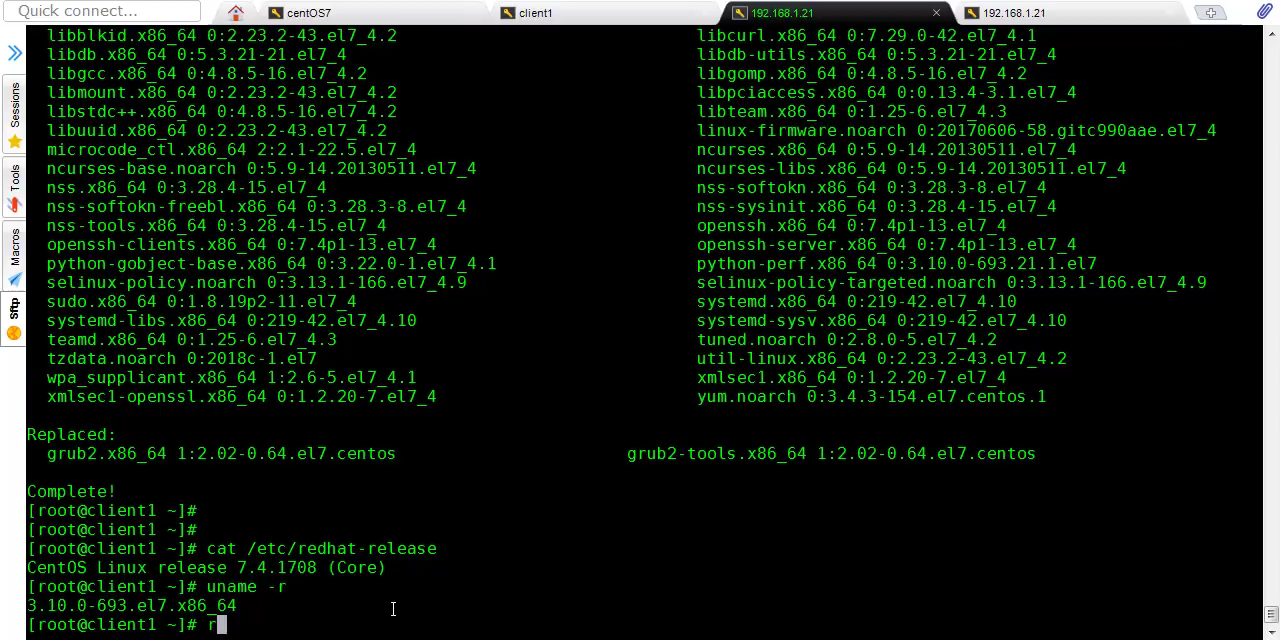 Quick connect...
centOS7
client1
192.168.1.21
192.168.1.21
Sessions
Tools
Macros
Sftp
libblkid.x86_64 0:2.23.2-43.el7_4.2 libcurl.x86_64 0:7.29.0-42.el7_4.1
libdb.x86_64 0:5.3.21-21.el7_4 libdb-utils.x86_64 0:5.3.21-21.el7_4
libgcc.x86_64 0:4.8.5-16.el7_4.2 libgomp.x86_64 0:4.8.5-16.el7_4.2
libmount.x86_64 0:2.23.2-43.el7_4.2 libpciaccess.x86_64 0:0.13.4-3.1.el7_4
libstdc++.x86_64 0:4.8.5-16.el7_4.2 libteam.x86_64 0:1.25-6.el7_4.3
libuuid.x86_64 0:2.23.2-43.el7_4.2 linux-firmware.noarch 0:20170606-58.gitc990aae.el7_4
microcode_ctl.x86_64 2:2.1-22.5.el7_4 ncurses.x86_64 0:5.9-14.20130511.el7_4
ncurses-base.noarch 0:5.9-14.20130511.el7_4 ncurses-libs.x86_64 0:5.9-14.20130511.el7_4
nss.x86_64 0:3.28.4-15.el7_4 nss-softokn.x86_64 0:3.28.3-8.el7_4
nss-softokn-freebl.x86_64 0:3.28.3-8.el7_4 nss-sysinit.x86_64 0:3.28.4-15.el7_4
nss-tools.x86_64 0:3.28.4-15.el7_4 openssh.x86_64 0:7.4p1-13.el7_4
openssh-clients.x86_64 0:7.4p1-13.el7_4 openssh-server.x86_64 0:7.4p1-13.el7_4
python-gobject-base.x86_64 0:3.22.0-1.el7_4.1 python-perf.x86_64 0:3.10.0-693.21.1.el7
selinux-policy.noarch 0:3.13.1-166.el7_4.9 selinux-policy-targeted.noarch 0:3.13.1-166.el7_4.9
sudo.x86_64 0:1.8.19p2-11.el7_4 systemd.x86_64 0:219-42.el7_4.10
systemd-libs.x86_64 0:219-42.el7_4.10 systemd-sysv.x86_64 0:219-42.el7_4.10
teamd.x86_64 0:1.25-6.el7_4.3 tuned.noarch 0:2.8.0-5.el7_4.2
tzdata.noarch 0:2018c-1.el7 util-linux.x86_64 0:2.23.2-43.el7_4.2
wpa_supplicant.x86_64 1:2.6-5.el7_4.1 xmlsec1.x86_64 0:1.2.20-7.el7_4
xmlsec1-openssl.x86_64 0:1.2.20-7.el7_4 yum.noarch 0:3.4.3-154.el7.centos.1
Replaced:
grub2.x86_64 1:2.02-0.64.el7.centos grub2-tools.x86_64 1:2.02-0.64.el7.centos
Complete!
[root@client1 ~]#
[root@client1 ~]#
[root@client1 ~]# cat /etc/redhat-release
CentOS Linux release 7.4.1708 (Core)
[root@client1 ~]# uname -r
3.10.0-693.el7.x86_64
[root@client1 ~]# r